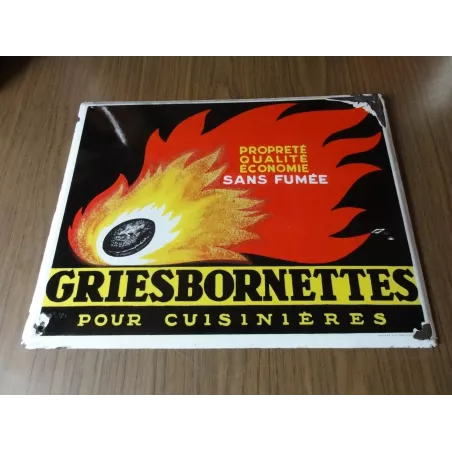 PROPRETÉ
QUALITÉ
ÉCONOMIE
SANS FUMÉE
GRIESBORNETTES
POUR CUISINIÈRES